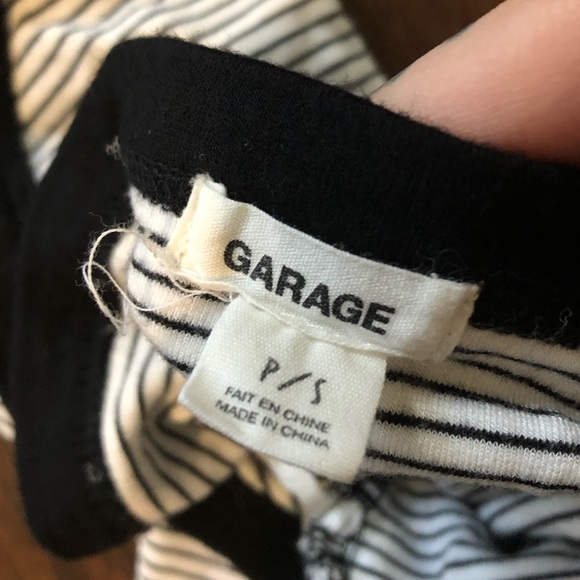 GARAGE
P/S
FAIT EN CHINE
MADE IN CHINA